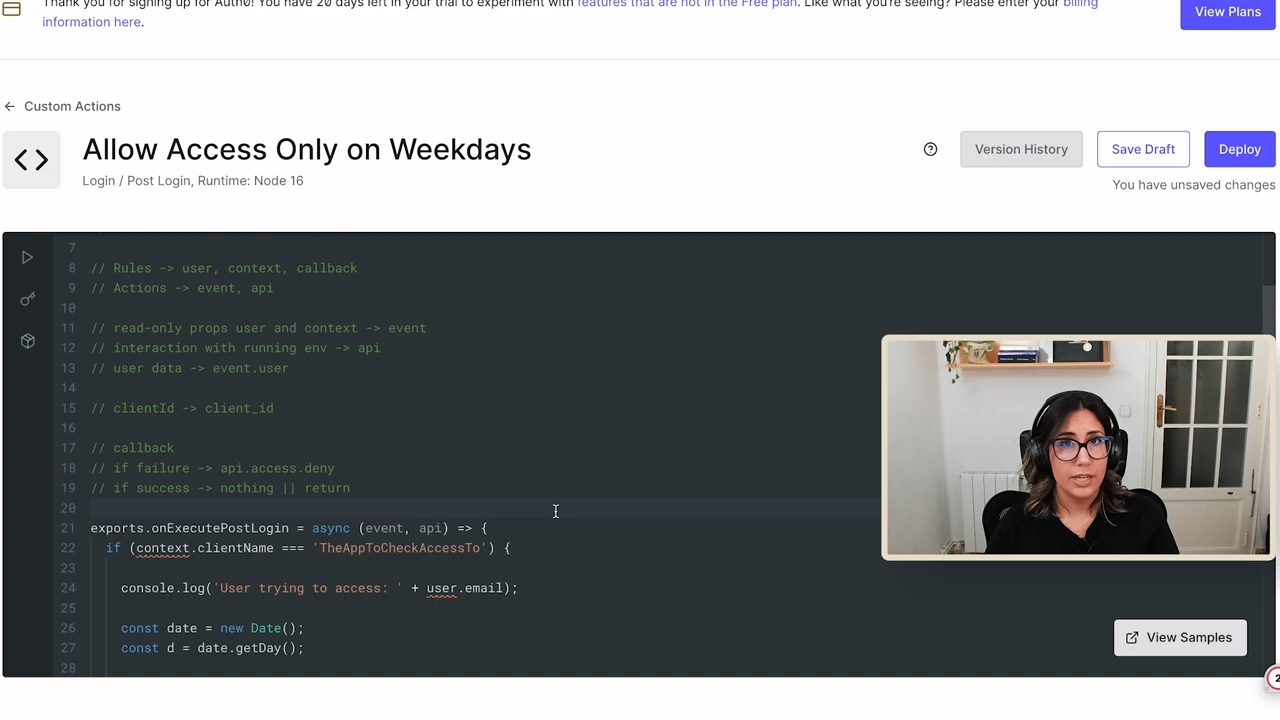 Thank you for signing up for Auth0! You have 20 days left in your trial to experiment with features that are not in the Free plan. Like what you're seeing? Please enter your billing
information here.
View Plans
← Custom Actions
<> Allow Access Only on Weekdays
Login / Post Login, Runtime: Node 16
Version History
Save Draft
Deploy
You have unsaved changes
7
8 // Rules -> user, context, callback
9 // Actions -> event, api
10
11 // read-only props user and context -> event
12 // interaction with running env -> api
13 // user data -> event.user
14
15 // clientId -> client_id
16
17 // callback
18 // if failure -> api.access.deny
19 // if success -> nothing || return
20
21 exports.onExecutePostLogin = async (event, api) => {
22 if (context.clientName === 'TheAppToCheckAccessTo') {
23
24 console.log('User trying to access: ' + user.email);
25
26 const date = new Date();
27 const d = date.getDay();
28
View Samples
2